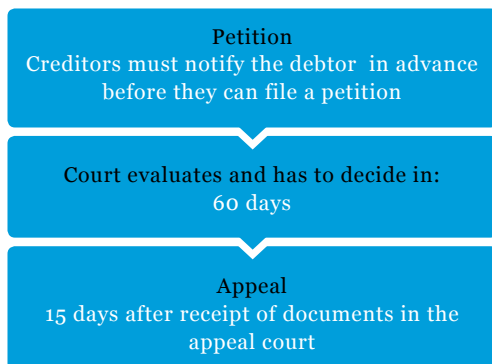 Petition
Creditors must notify the debtor in advance
before they can file a petition
Court evaluates and has to decide in:
60 days
Appeal
15 days after receipt of documents in the
appeal court